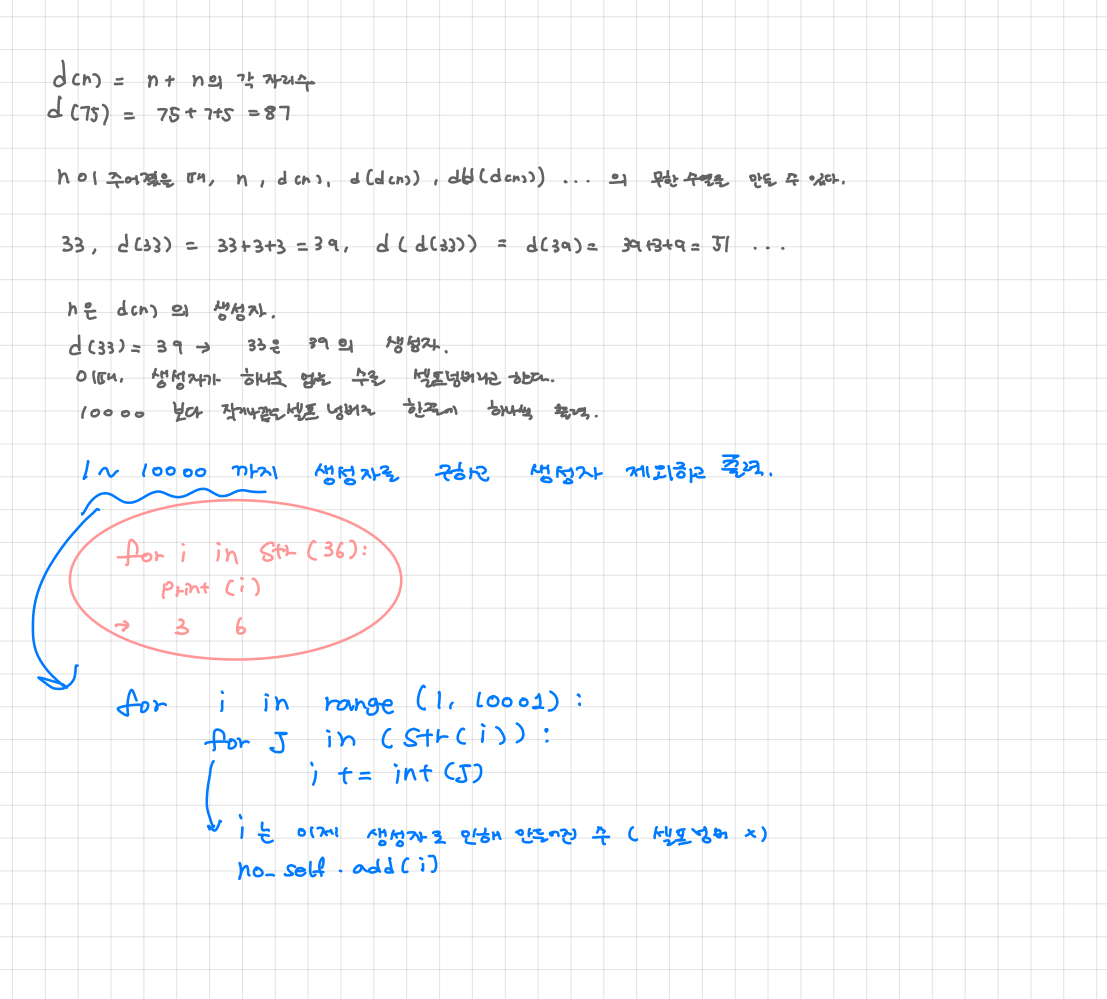 d(n) = n + n의 각 자리수
d(75) = 75+7+5 = 87
n이 주어졌을 때, n, d(n), d(d(n)), d(d(d(n))) ... 의 무한 수열을 만들 수 있다.
33, d(33) = 33+3+3 = 39, d(d(33)) = d(39) = 39+3+9 = 51 ...
n은 d(n) 의 생성자.
d(33) = 39 → 33은 39의 생성자.
이때, 생성자가 하나도 없는 수를 셀프넘버라고 한다.
10000 보다 작거나 같은 셀프 넘버를 한줄에 하나씩 출력.
1~10000 까지 생성자를 구하고 생성자 제외하고 출력.
for i in str(36):
print(i)
→ 3 6
for i in range(1, 10001):
for J in (str(i)):
i += int(J)
i는 이제 생성자로 인해 만들어진 수 (셀프넘버 x)
no_self.add(i)